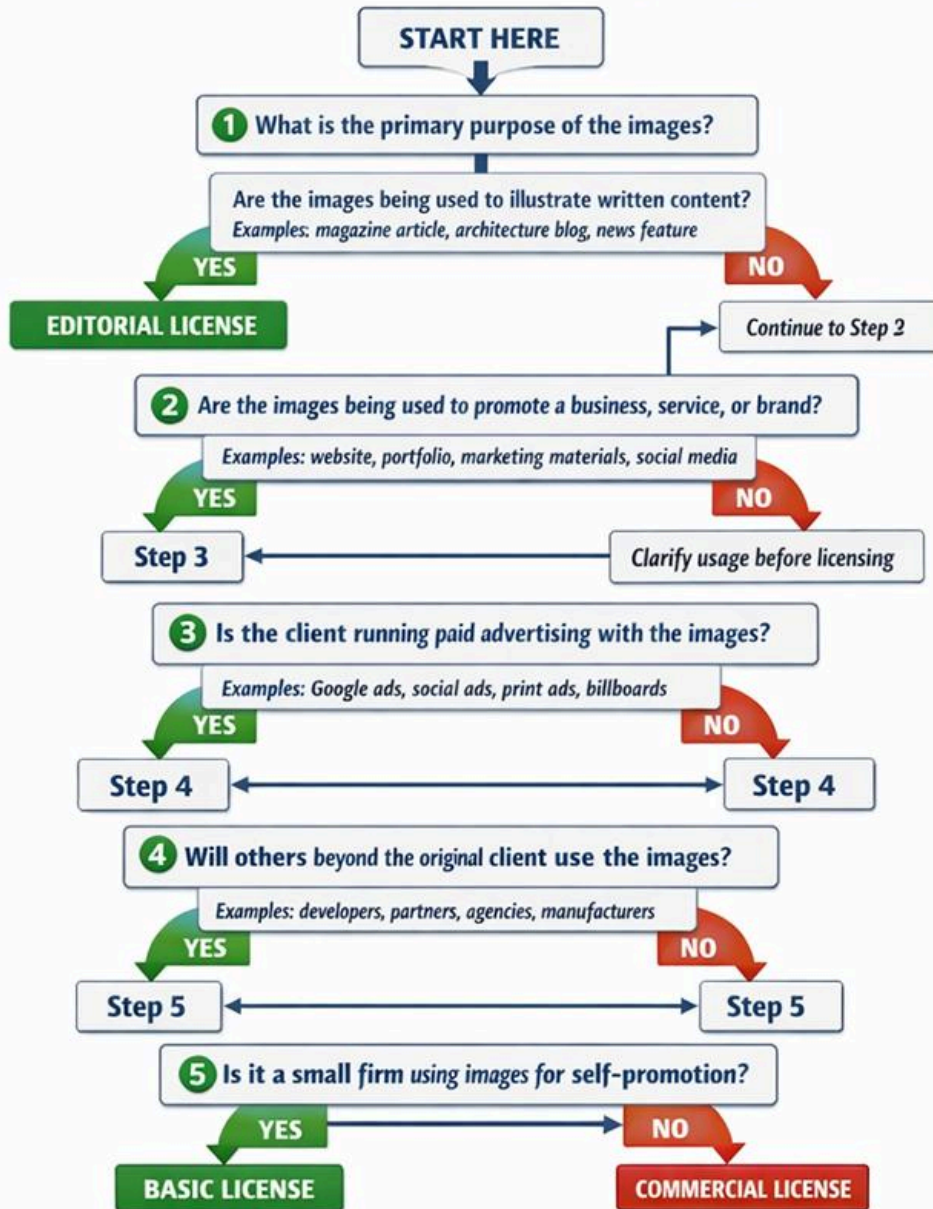 START HERE
1 What is the primary purpose of the images?
Are the images being used to illustrate written content?
Examples: magazine article, architecture blog, news feature
YES
NO
EDITORIAL LICENSE
Continue to Step 2
2 Are the images being used to promote a business, service, or brand?
Examples: website, portfolio, marketing materials, social media
YES
NO
Step 3
Clarify usage before licensing
3 Is the client running paid advertising with the images?
Examples: Google ads, social ads, print ads, billboards
YES
NO
Step 4
Step 4
4 Will others beyond the original client use the images?
Examples: developers, partners, agencies, manufacturers
YES
NO
Step 5
Step 5
5 Is it a small firm using images for self-promotion?
YES
NO
BASIC LICENSE
COMMERCIAL LICENSE